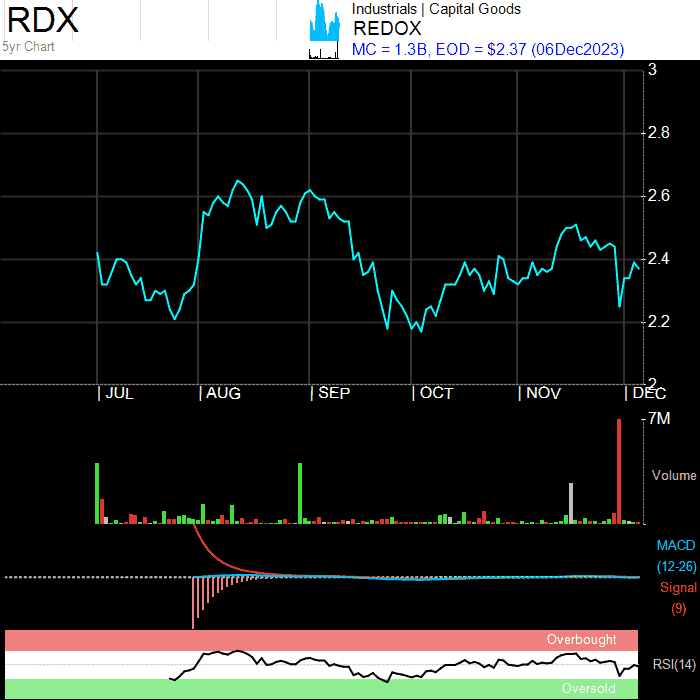 RDX
5yr Chart
Industrials | Capital Goods
REDOX
MC = 1.3B, EOD = $2.37 (06Dec2023)
3
2.8
2.6
2.4
2.2
2
| JUL | AUG | SEP | OCT | NOV | DEC
7M
Volume
MACD
(12-26)
Signal
(9)
Overbought
RSI(14)
Oversold